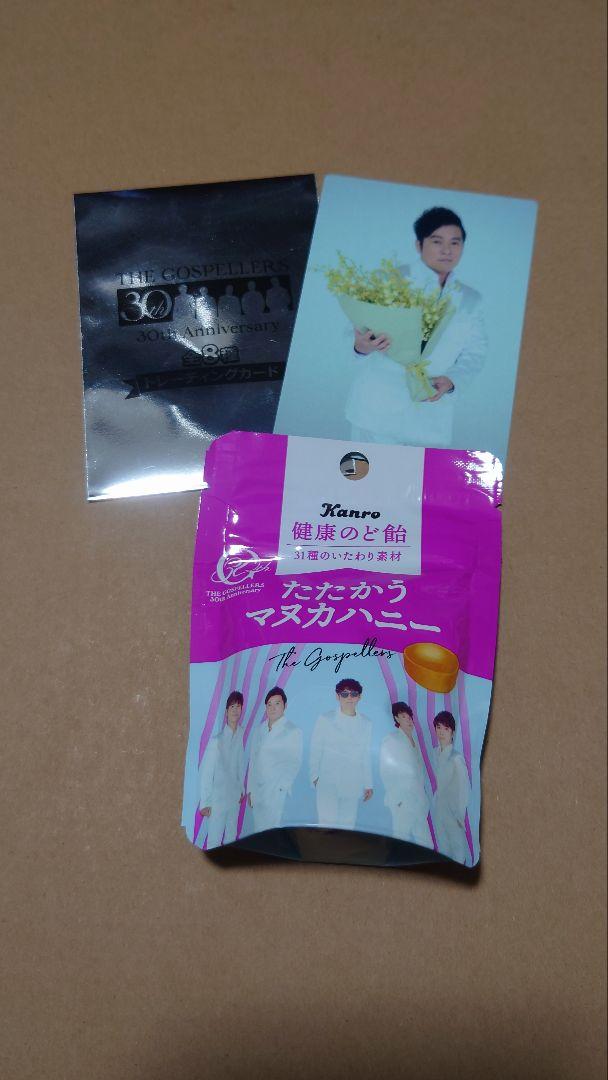 THE GOSPELLERS
30th
30th Anniversary
全8種
トレーディングカード
Kanro
健康のど飴
31種のいたわり素材
30th
THE GOSPELLERS
30th Anniversary
たたかう
マヌカハニー
The Gospellers